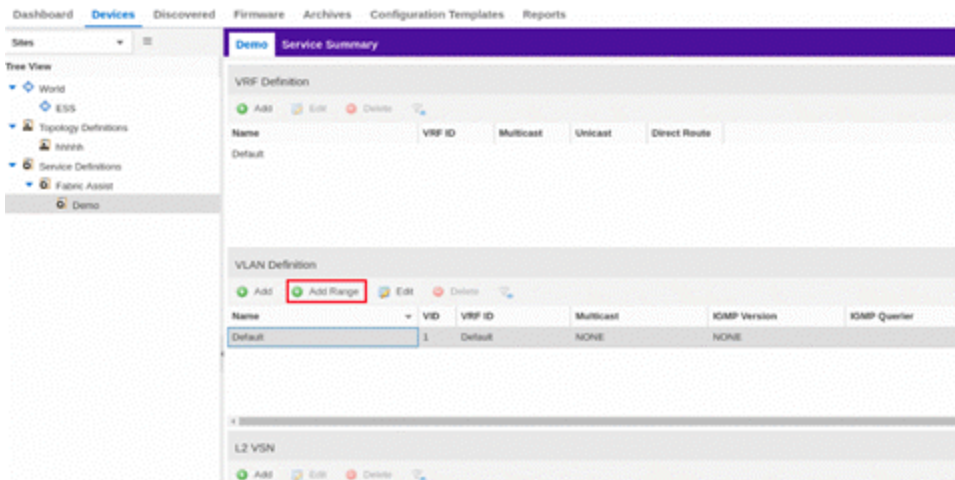 Dashboard Devices Discovered Firmware Archives Configuration Templates Reports
Sites
Demo Service Summary
Tree View
World
ESS
Topology Definitions
hhhhh
Service Definitions
Fabric Assist
Demo
VRF Definition
Add Edit Delete
Name VRF ID Multicast Unicast Direct Route
Default
VLAN Definition
Add Add Range Edit Delete
Name VID VRF ID Multicast IGMP Version IGMP Querier
Default 1 Default NONE NONE
L2 VSN
Add Edit Delete